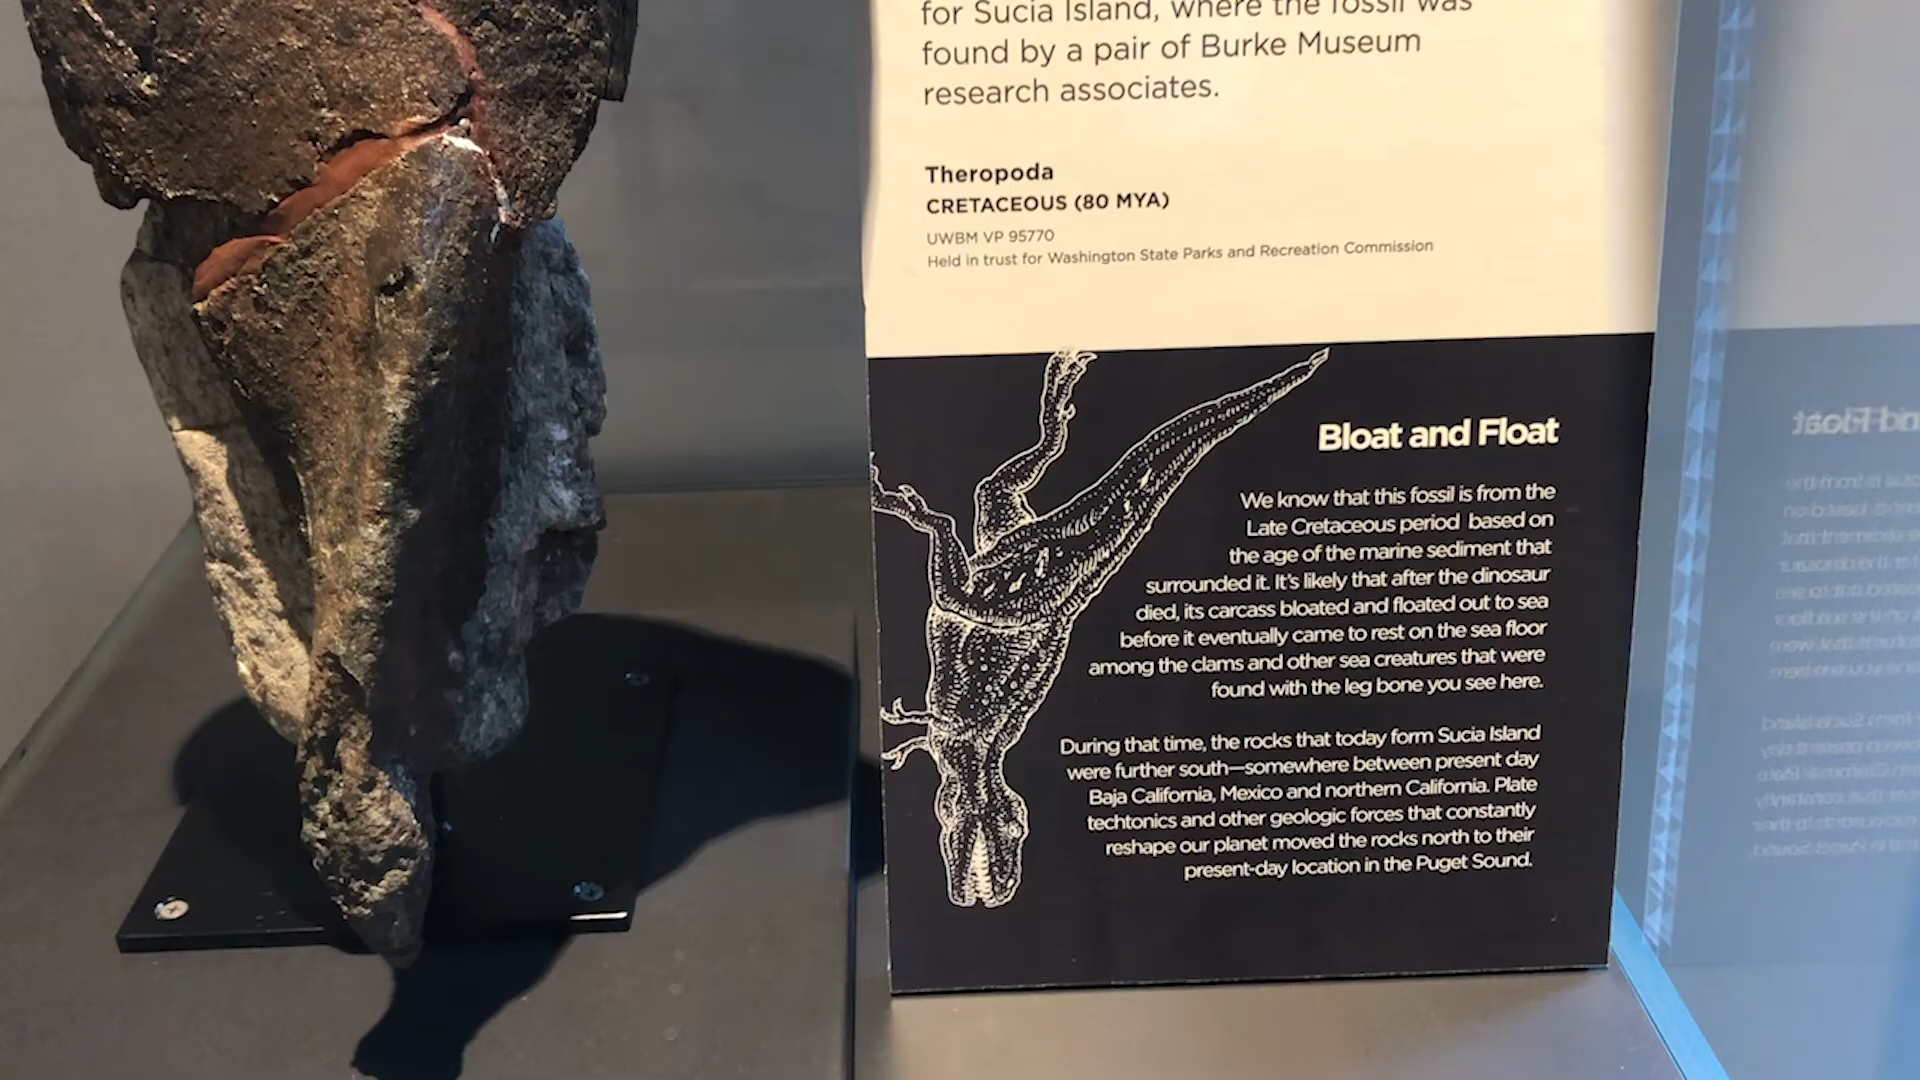 for Sucia Island, where the fossil was
found by a pair of Burke Museum
research associates.
Theropoda
CRETACEOUS (80 MYA)
UWBM VP 95770
Held in trust for Washington State Parks and Recreation Commission
Bloat and Float
We know that this fossil is from the
Late Cretaceous period based on
the age of the marine sediment that
surrounded it. It's likely that after the dinosaur
died, its carcass bloated and floated out to sea
before it eventually came to rest on the sea floor
among the clams and other sea creatures that were
found with the leg bone you see here.
During that time, the rocks that today form Sucia Island
were further south—somewhere between present day
Baja California, Mexico and northern California. Plate
techtonics and other geologic forces that constantly
reshape our planet moved the rocks north to their
present-day location in the Puget Sound.